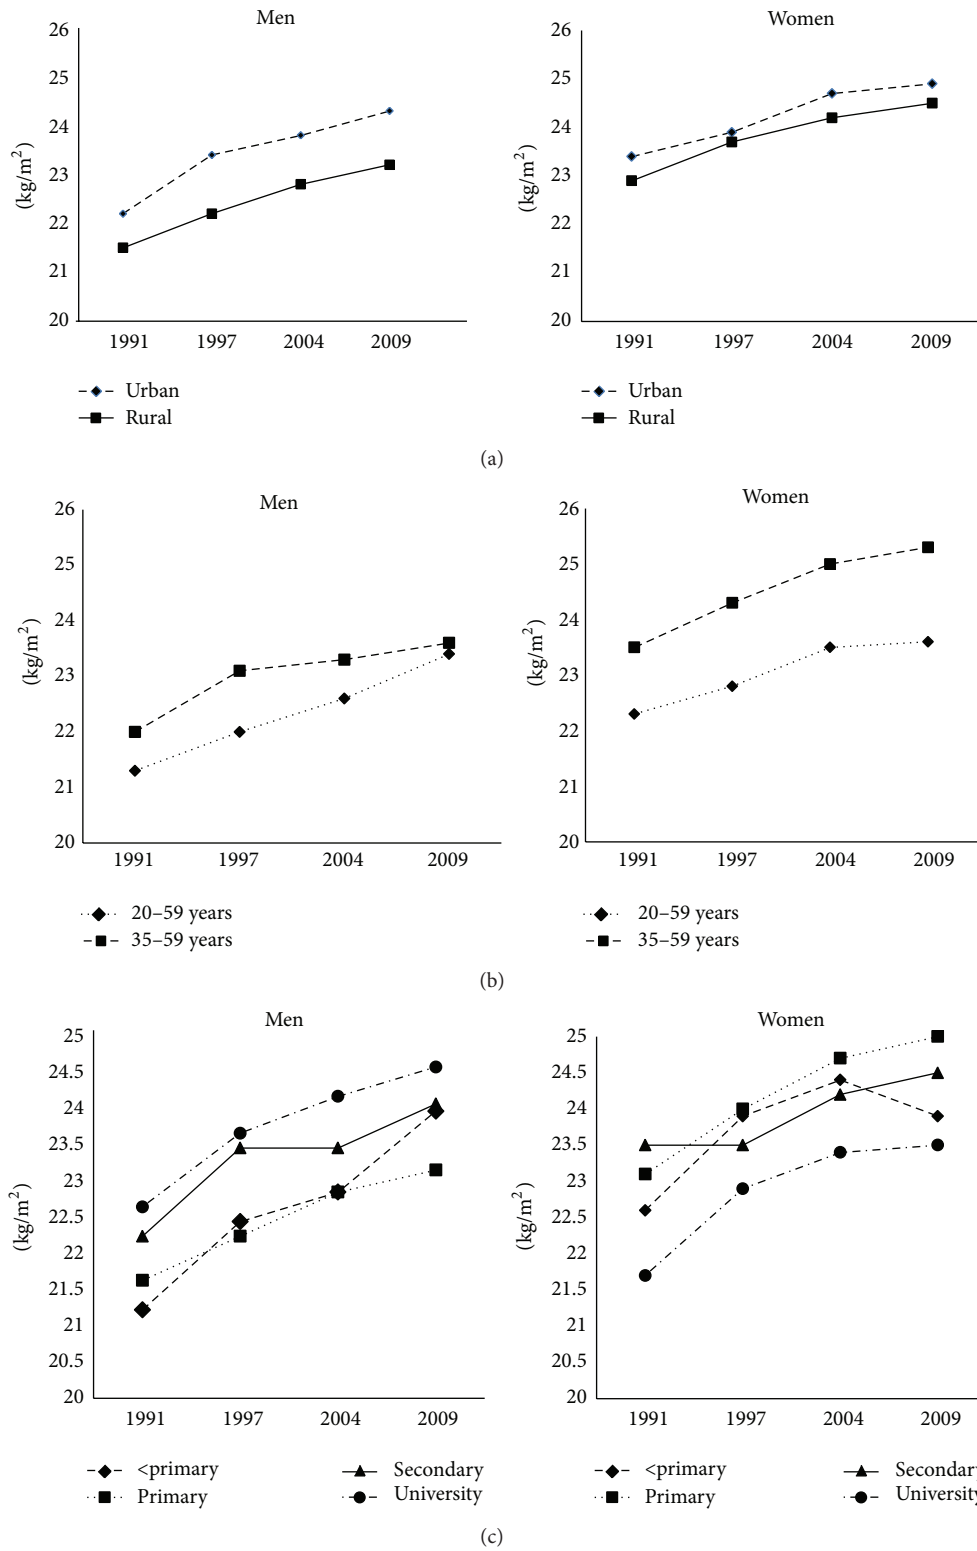 Men
26
25
24
23
22
21
20
(kg/m²)
1991 1997 2004 2009
Urban
Rural
Women
26
25
24
23
22
21
20
(kg/m²)
1991 1997 2004 2009
Urban
Rural
(a)
Men
26
25
24
23
22
21
20
(kg/m²)
1991 1997 2004 2009
20–59 years
35–59 years
Women
26
25
24
23
22
21
20
(kg/m²)
1991 1997 2004 2009
20–59 years
35–59 years
(b)
Men
25
24.5
24
23.5
23
22.5
22
21.5
21
20.5
20
(kg/m²)
1991 1997 2004 2009
<primary Secondary
Primary University
Women
25
24.5
24
23.5
23
22.5
22
21.5
21
20.5
20
(kg/m²)
1991 1997 2004 2009
<primary Secondary
Primary University
(c)